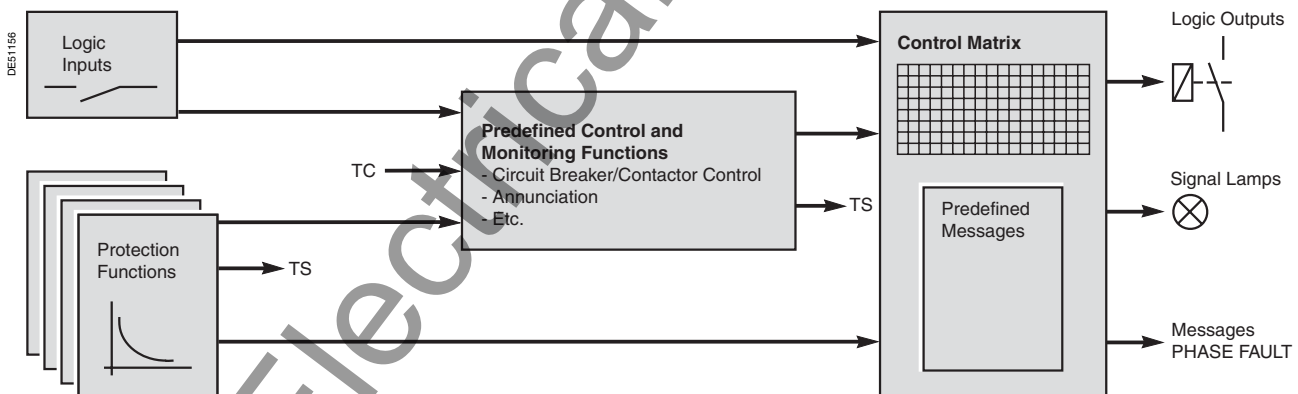 DE51156
Logic
Inputs
Control Matrix
Logic Outputs
Predefined Control and
Monitoring Functions
- Circuit Breaker/Contactor Control
- Annunciation
- Etc.
TC
TS
Protection
Functions
TS
Predefined
Messages
Signal Lamps
Messages
PHASE FAULT
Electrical